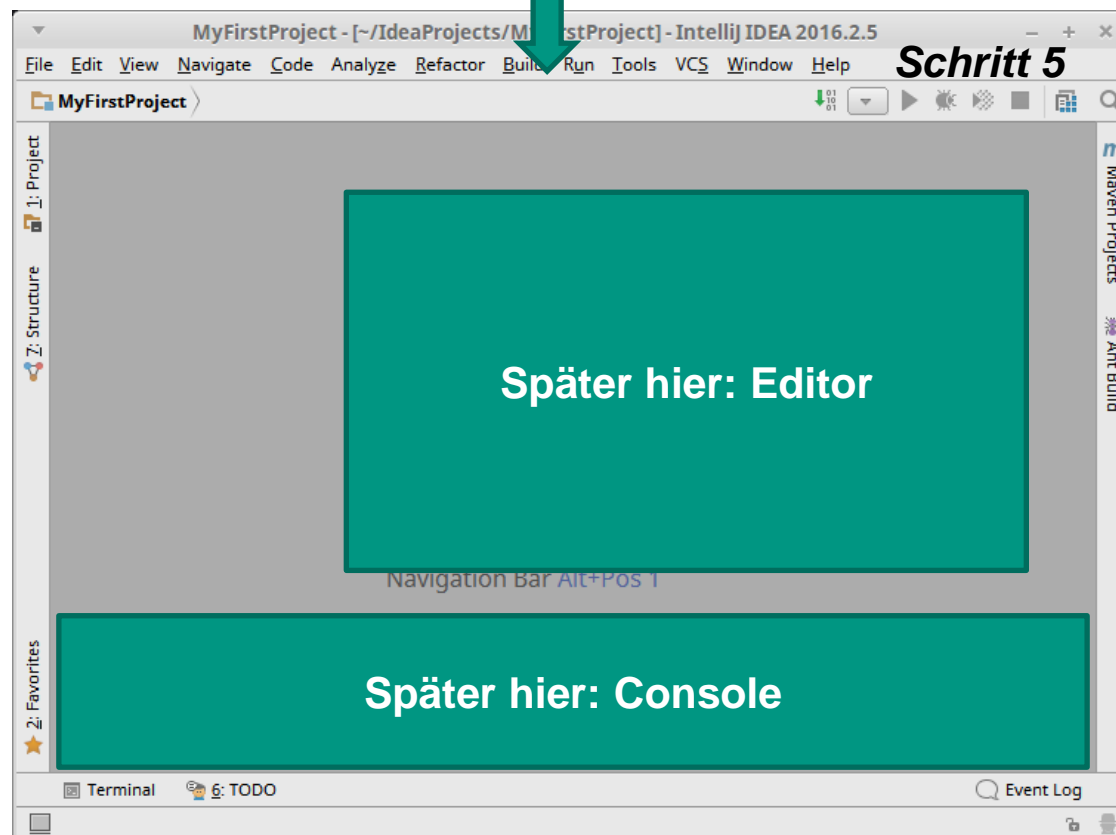 MyFirstProject - [~/IdeaProjects/M stProject] - IntelliJ IDEA 2016.2.5
File Edit View Navigate Code Analyze Refactor Build Run Tools VCS Window Help
Schritt 5
MyFirstProject
1: Project
7: Structure
2: Favorites
Maven Projects
Ant Build
Später hier: Editor
Navigation Bar Alt+Pos 1
Später hier: Console
Terminal 6: TODO Event Log